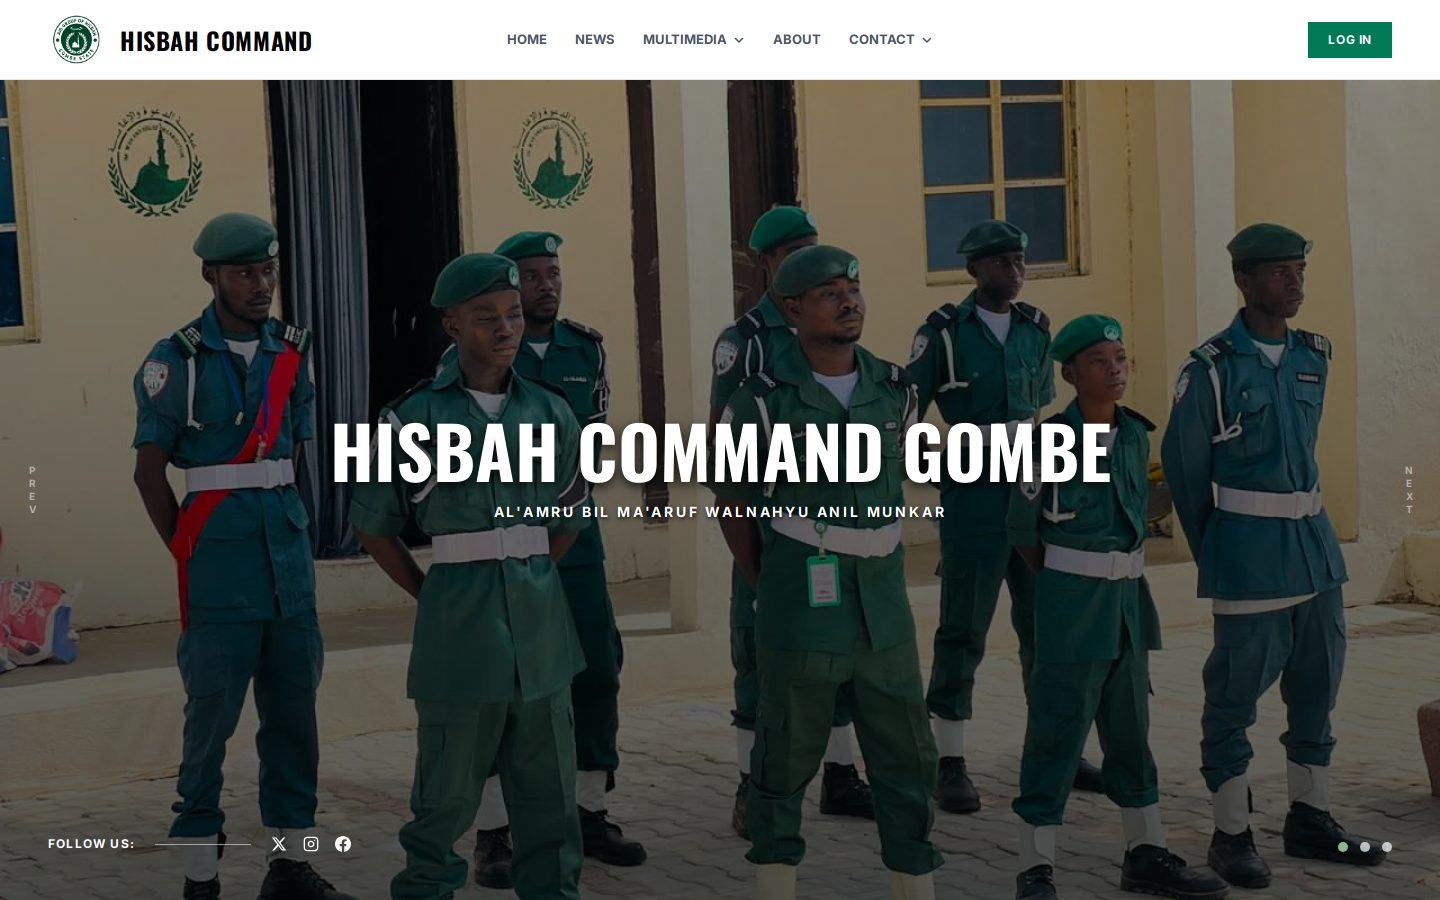 HISBAH COMMAND
HOME
NEWS
MULTIMEDIA
ABOUT
CONTACT
LOG IN
HISBAH COMMAND GOMBE
AL'AMRU BIL MA'ARUF WALNAHYU ANIL MUNKAR
PREV
NEXT
FOLLOW US: